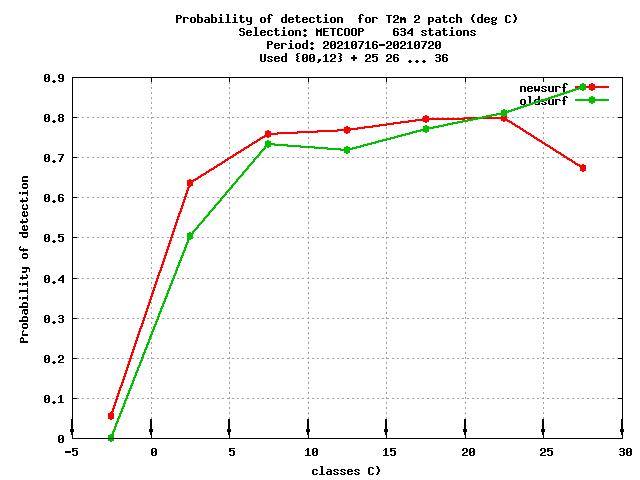 Probability of detection  for T2m 2 patch (deg C)
Selection: METCOOP    634 stations
Period: 20210716-20210720
Used {00,12} + 25 26 ... 36
0.9
0.8
0.7
0.6
0.5
0.4
0.3
0.2
0.1
0
Probability of detection
newsurf
oldsurf
-5 0 5 10 15 20 25 30
classes C)